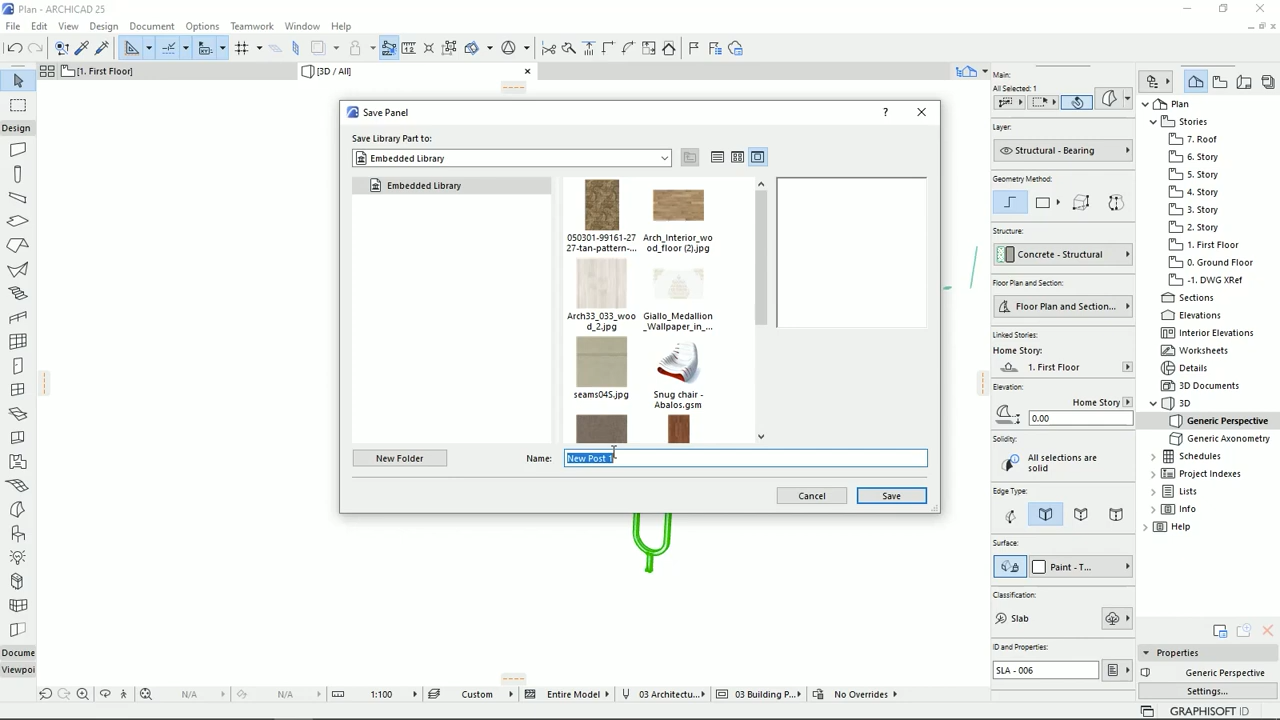 Plan - ARCHICAD 25
File Edit View Design Document Options Teamwork Window Help
[1. First Floor]
[3D / All]
Design
Docume
Viewpoi
Save Panel
Save Library Part to:
Embedded Library
Embedded Library
050301-99161-27
27-tan-pattern-...
Arch_Interior_wo
od_floor (2).jpg
Arch33_033_woo
d_2.jpg
Giallo_Medallion
_Wallpaper_in_...
seams04S.jpg
Snug chair -
Abalos.gsm
New Folder
Name:
New Post 1
Cancel
Save
Main:
All Selected: 1
Layer:
Structural - Bearing
Geometry Method:
Structure:
Concrete - Structural
Floor Plan and Section:
Floor Plan and Section...
Linked Stories:
Home Story:
1. First Floor
Elevation:
Home Story
0.00
Solidity:
All selections are
solid
Edge Type:
Surface:
Paint - T...
Classification:
Slab
ID and Properties:
SLA - 006
Plan
Stories
7. Roof
6. Story
5. Story
4. Story
3. Story
2. Story
1. First Floor
0. Ground Floor
-1. DWG XRef
Sections
Elevations
Interior Elevations
Worksheets
Details
3D Documents
3D
Generic Perspective
Generic Axonometry
Schedules
Project Indexes
Lists
Info
Help
Properties
Generic Perspective
Settings...
N/A
N/A
1:100
Custom
Entire Model
03 Architectu...
03 Building P...
No Overrides
GRAPHISOFT ID